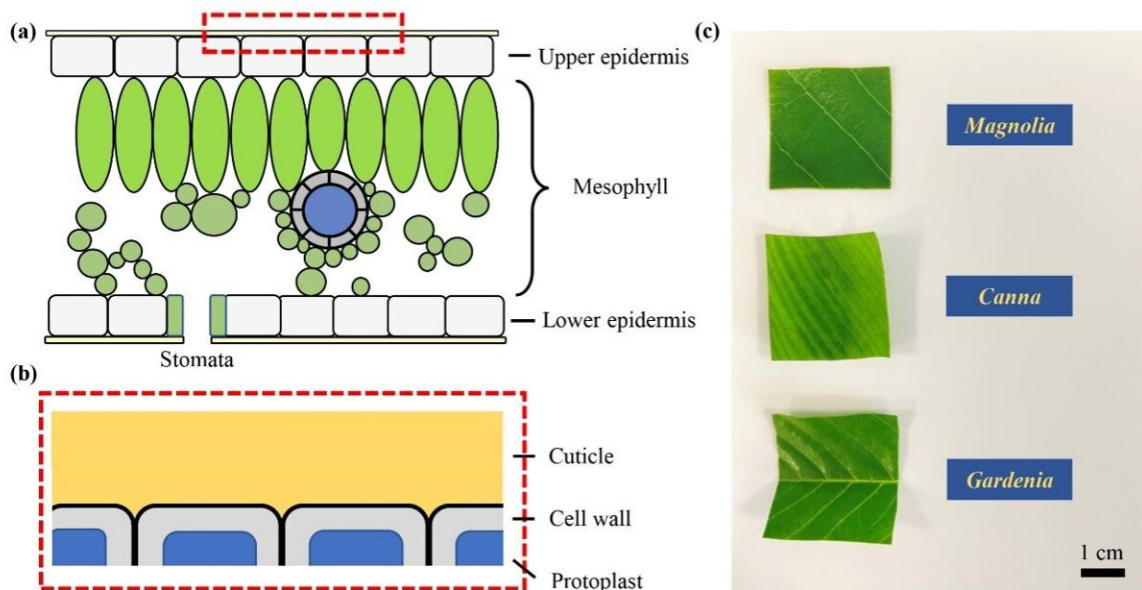 (a)
Upper epidermis
Mesophyll
Lower epidermis
Stomata
(b)
Cuticle
Cell wall
Protoplast
(c)
Magnolia
Canna
Gardenia
1 cm